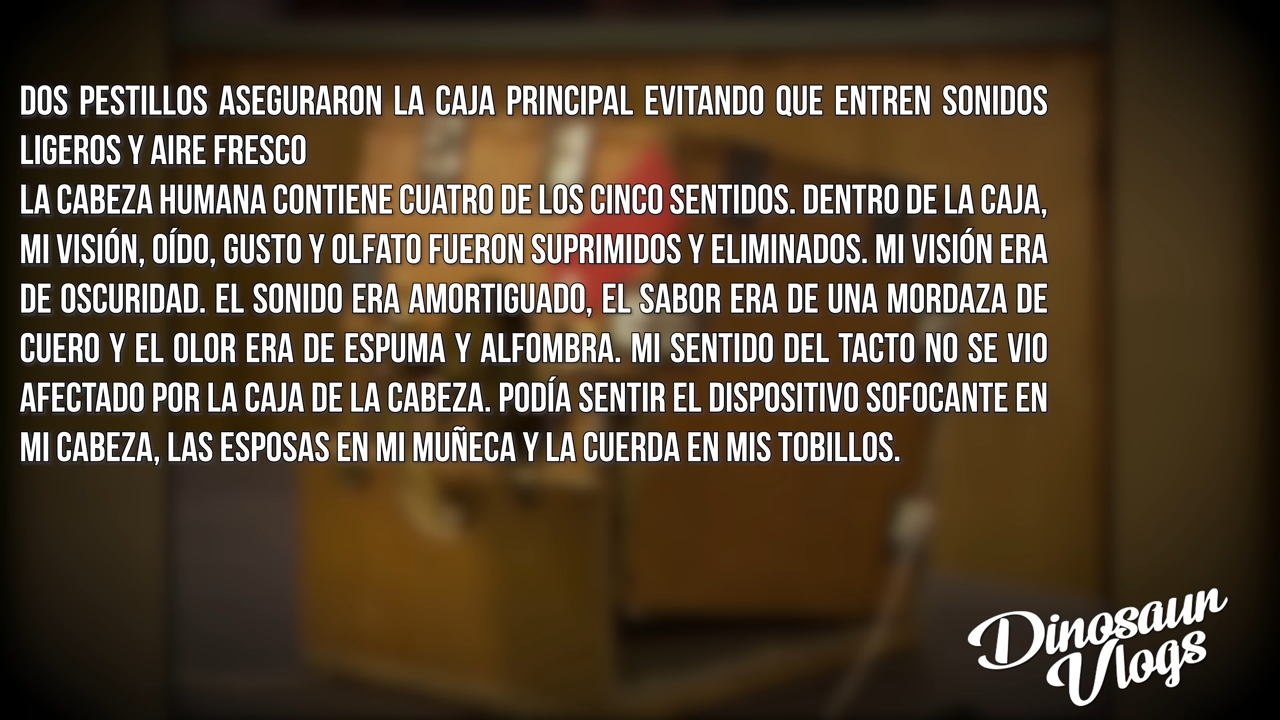 DOS PESTILLOS ASEGURARON LA CAJA PRINCIPAL EVITANDO QUE ENTREN SONIDOS
LIGEROS Y AIRE FRESCO
LA CABEZA HUMANA CONTIENE CUATRO DE LOS CINCO SENTIDOS. DENTRO DE LA CAJA,
MI VISIÓN, OÍDO, GUSTO Y OLFATO FUERON SUPRIMIDOS Y ELIMINADOS. MI VISIÓN ERA
DE OSCURIDAD. EL SONIDO ERA AMORTIGUADO, EL SABOR ERA DE UNA MORDAZA DE
CUERO Y EL OLOR ERA DE ESPUMA Y ALFOMBRA. MI SENTIDO DEL TACTO NO SE VIO
AFECTADO POR LA CAJA DE LA CABEZA. PODÍA SENTIR EL DISPOSITIVO SOFOCANTE EN
MI CABEZA, LAS ESPOSAS EN MI MUÑECA Y LA CUERDA EN MIS TOBILLOS.
Dinosaun
Vlogs